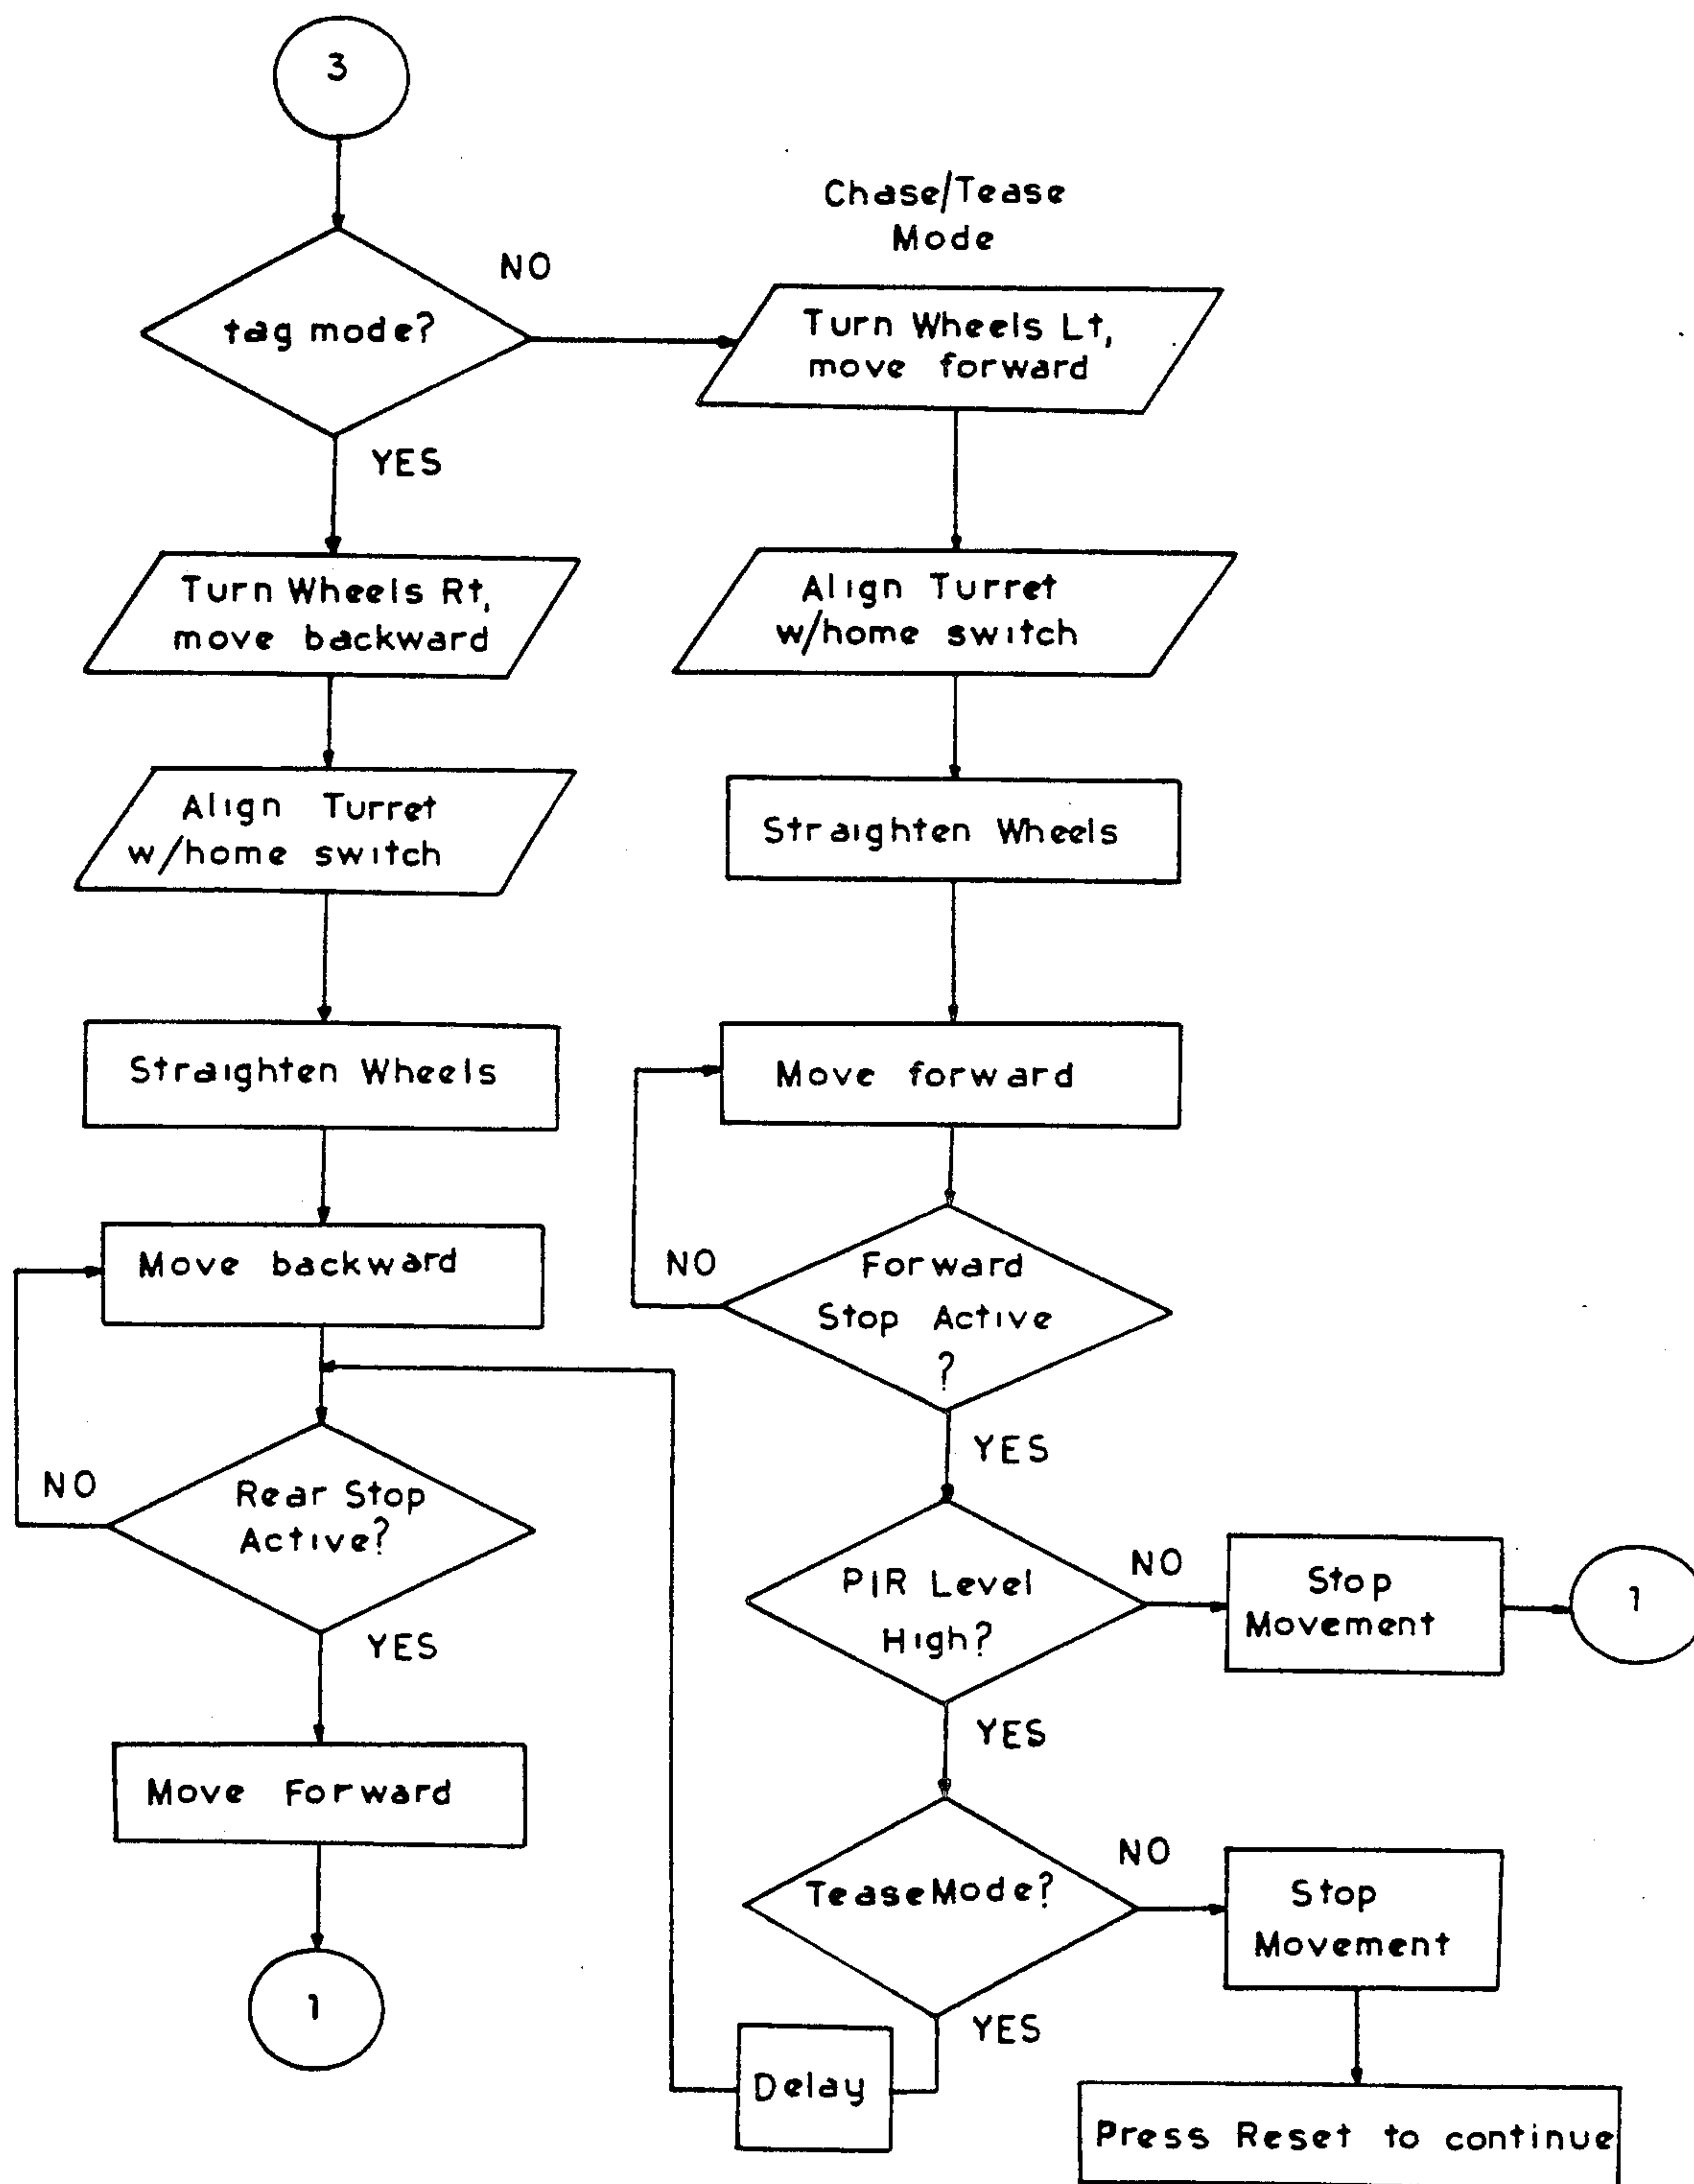 3
Chase/Tease
Mode
NO
tag mode?
Turn Wheels Lt,
move forward
YES
Turn Wheels Rt,
move backward
Align Turret
w/home switch
Align Turret
w/home switch
Straighten Wheels
Straighten Wheels
Move forward
Move backward
NO
Forward
Stop Active
?
YES
NO
Rear Stop
Active?
YES
PIR Level
High?
NO
Stop
Movement
1
YES
Move Forward
TeaseMode?
NO
Stop
Movement
YES
1
Delay
Press Reset to continue